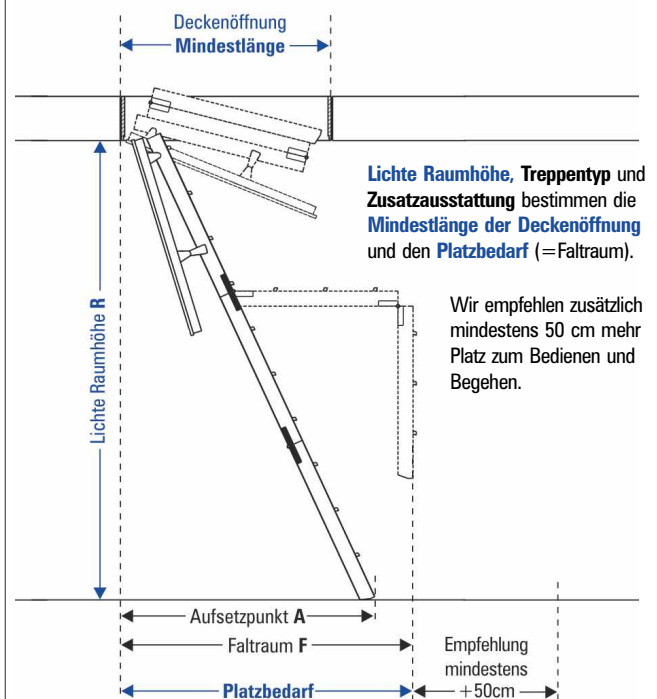 Deckenöffnung
Mindestlänge
Lichte Raumhöhe, Treppentyp und
Zusatzausstattung bestimmen die
Mindestlänge der Deckenöffnung
und den Platzbedarf (=Faltraum).
Wir empfehlen zusätzlich
mindestens 50 cm mehr
Platz zum Bedienen und
Begehen.
Lichte Raumhöhe R
Aufsetzpunkt A
Faltraum F
Empfehlung
mindestens
+50cm
Platzbedarf